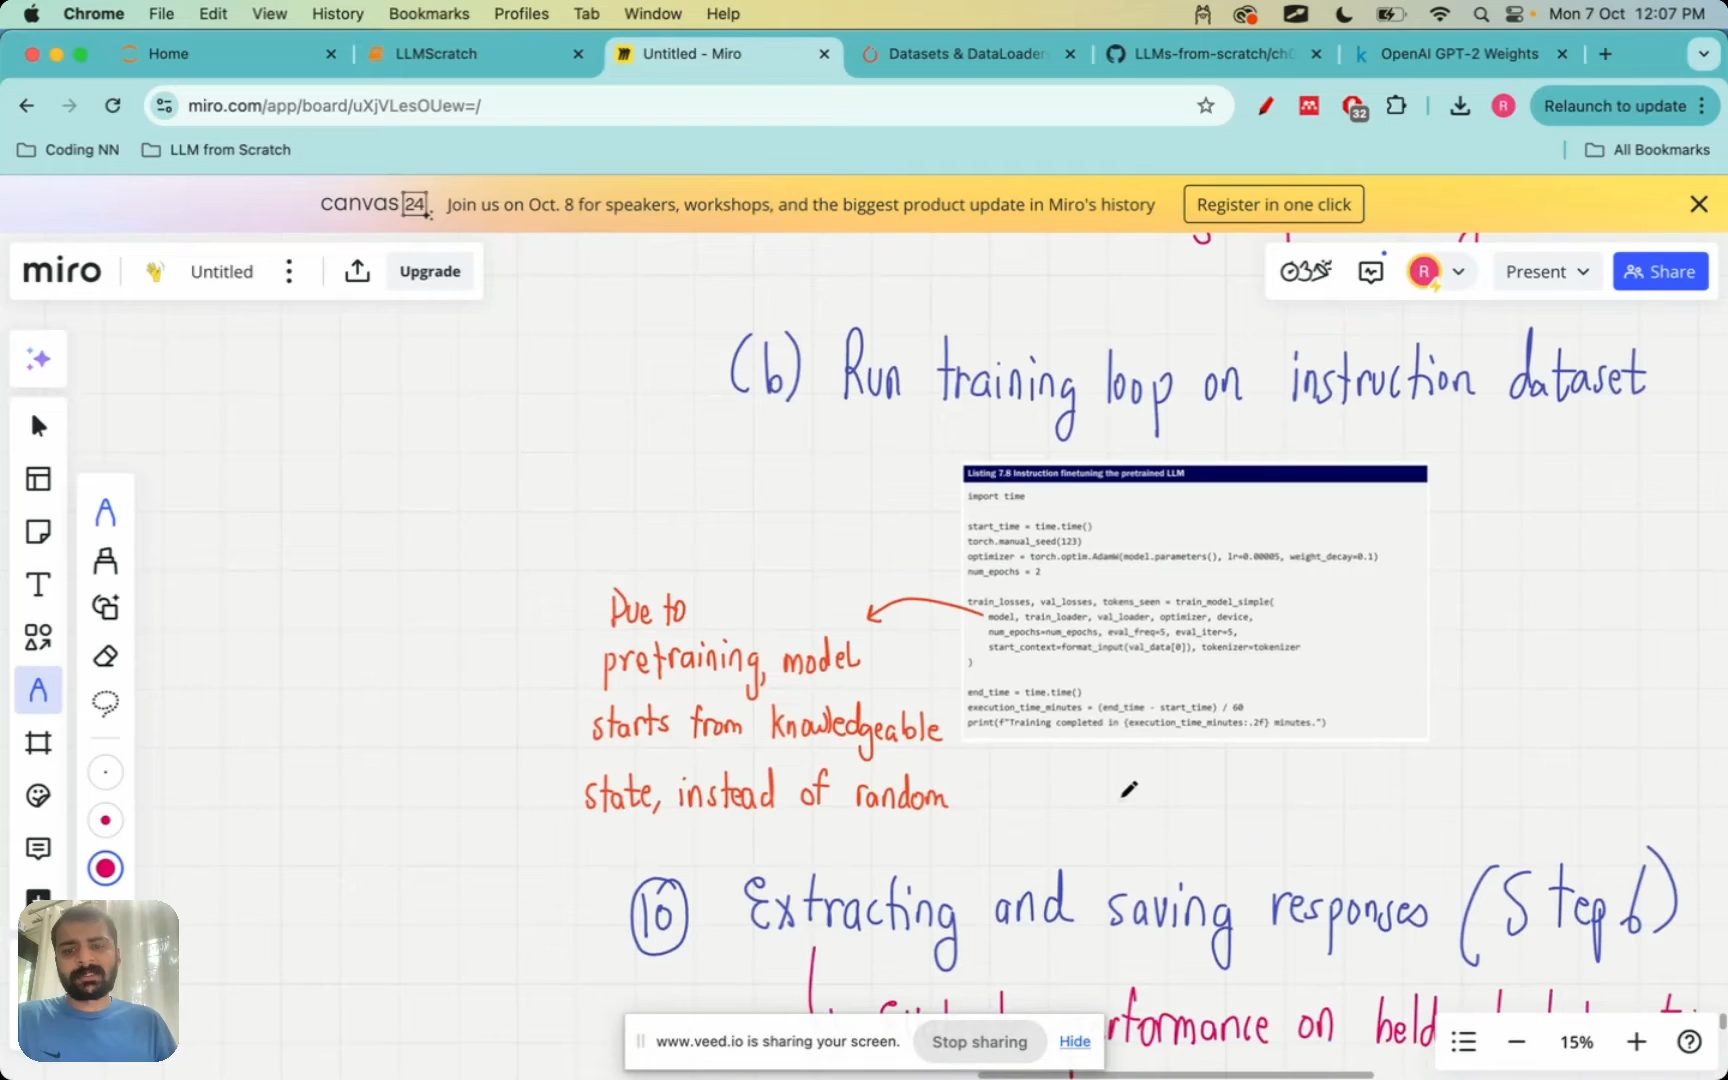 Chrome File Edit View History Bookmarks Profiles Tab Window Help Mon 7 Oct 12:07 PM
Home LLMScratch Untitled - Miro Datasets & DataLoader LLMs-from-scratch/ch OpenAI GPT-2 Weights
miro.com/app/board/uXjVLesOUew=/ 32 R Relaunch to update
Coding NN LLM from Scratch All Bookmarks
canvas 24 Join us on Oct. 8 for speakers, workshops, and the biggest product update in Miro's history Register in one click
miro Untitled Upgrade R Present Share
(b) Run training loop on instruction dataset
Listing 7.8 Instruction finetuning the pretrained LLM
import time
start_time = time.time()
torch.manual_seed(123)
optimizer = torch.optim.AdamW(model.parameters(), lr=0.00005, weight_decay=0.1)
num_epochs = 2
train_losses, val_losses, tokens_seen = train_model_simple(
model, train_loader, val_loader, optimizer, device,
num_epochs=num_epochs, eval_freq=5, eval_iter=5,
start_context=format_input(val_data[0]), tokenizer=tokenizer
)
end_time = time.time()
execution_time_minutes = (end_time - start_time) / 60
print(f"Training completed in {execution_time_minutes:.2f} minutes.")
Due to
pretraining, model
starts from knowledgeable
state, instead of random
10 Extracting and saving responses (Step 6)
rformance on held
www.veed.io is sharing your screen. Stop sharing Hide
15%